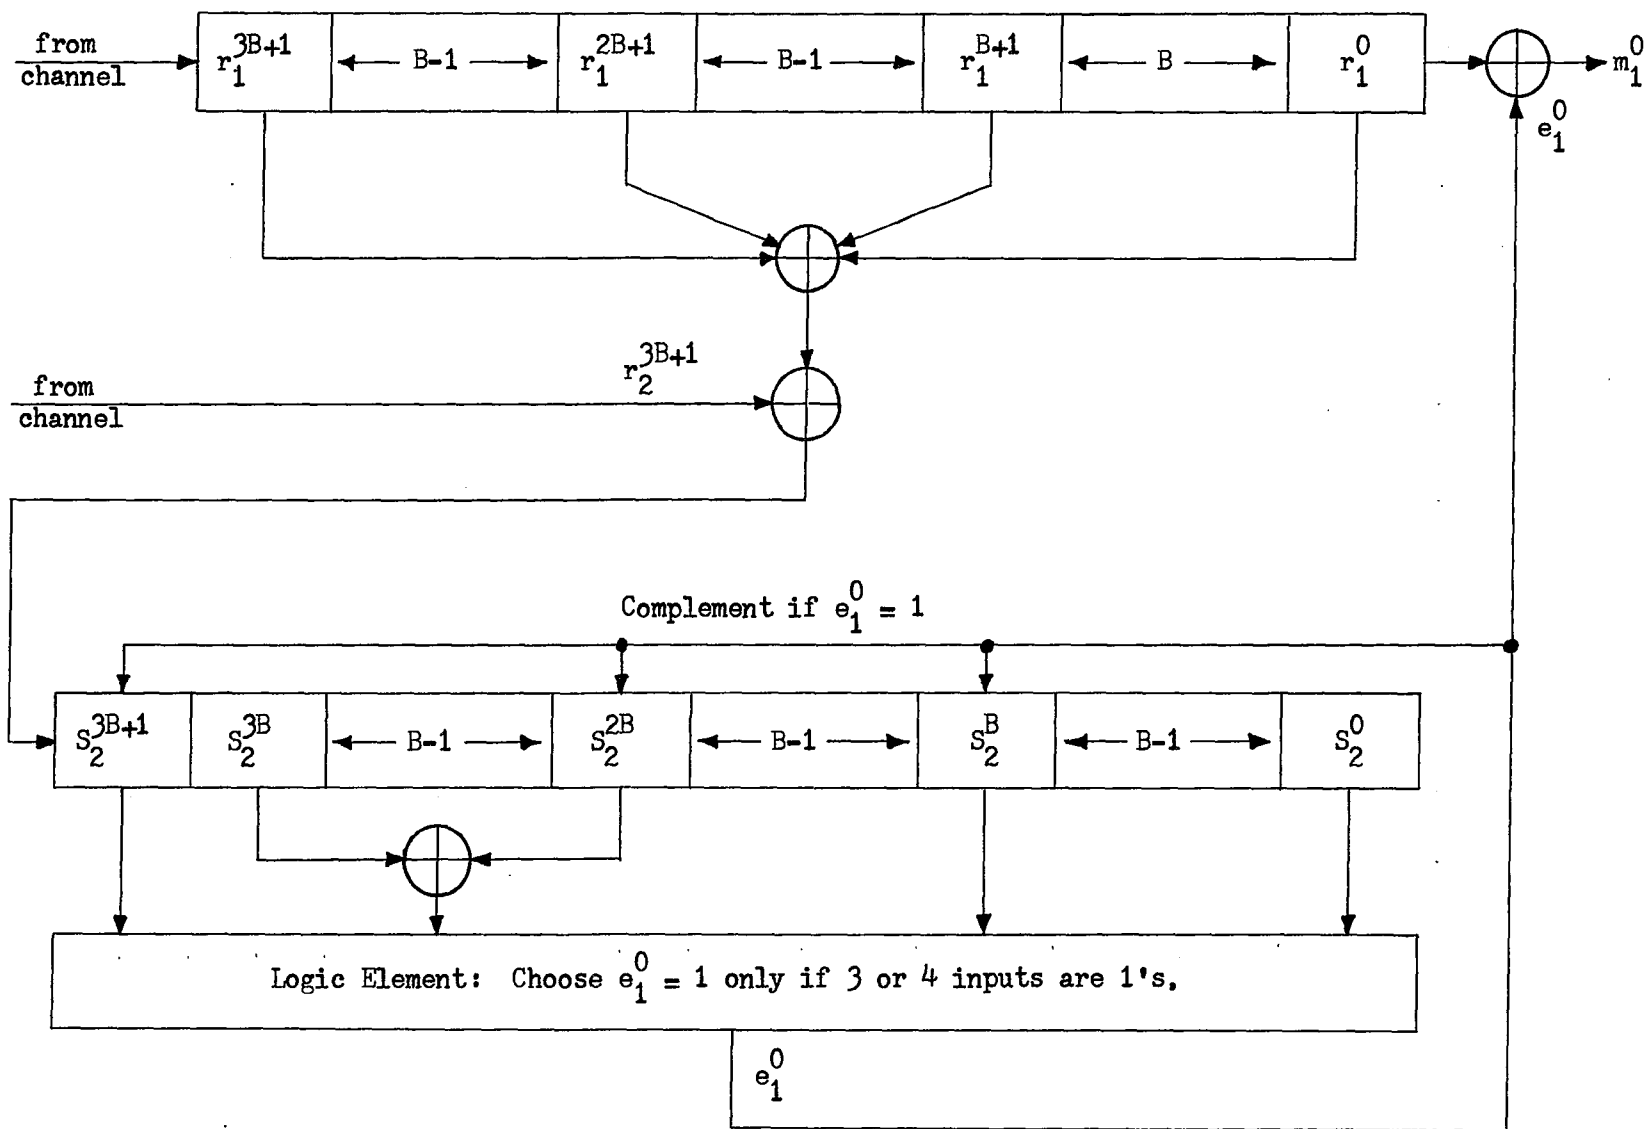 from
channel
r_1^{3B+1} B-1 r_1^{2B+1} B-1 r_1^{B+1} B r_1^0 m_1^0
e_1^0
r_2^{3B+1}
from
channel
Complement if e_1^0 = 1
S_2^{3B+1} S_2^{3B} B-1 S_2^{2B} B-1 S_2^B B-1 S_2^0
Logic Element: Choose e_1^0 = 1 only if 3 or 4 inputs are 1's.
e_1^0